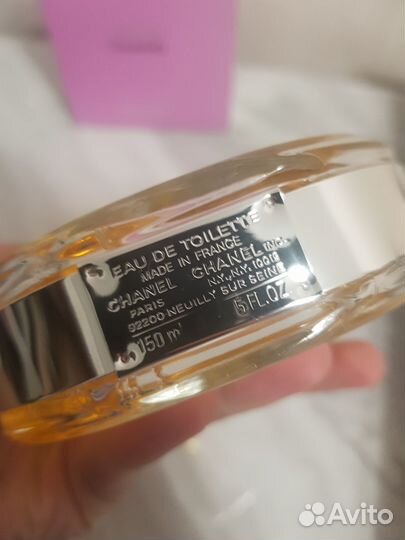 EAU DE TOILETTE
MADE IN FRANCE
CHANEL CHANEL INC.
PARIS N.Y. N.Y. 10019
92200 NEUILLY SUR SEINE
150 ml 5 FL.OZ
Avito